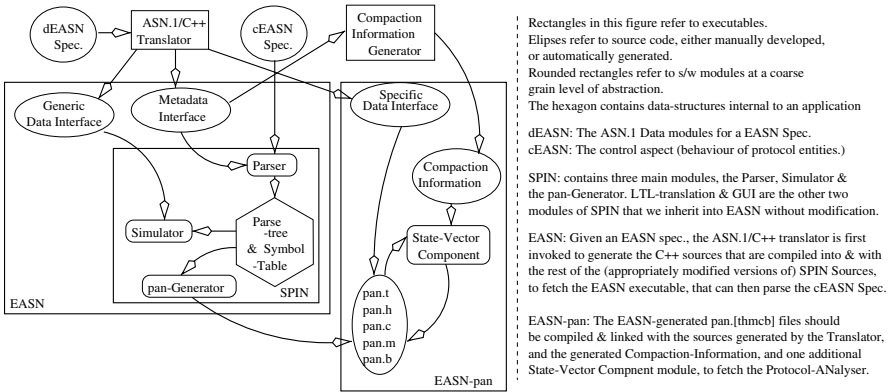 dEASN
Spec.
ASN.1/C++
Translator
cEASN
Spec.
Compaction
Information
Generator
Generic
Data Interface
Metadata
Interface
Specific
Data Interface
Parser
Compaction
Information
Simulator
Parse
-tree
& Symbol
-Table
State-Vector
Component
pan-Generator
SPIN
EASN
pan.t
pan.h
pan.c
pan.m
pan.b
EASN-pan
Rectangles in this figure refer to executables.
Elipses refer to source code, either manually developed,
or automatically generated.
Rounded rectangles refer to s/w modules at a coarse
grain level of abstraction.
The hexagon contains data-structures internal to an application
dEASN: The ASN.1 Data modules for a EASN Spec.
cEASN: The control aspect (behaviour of protocol entities.)
SPIN: contains three main modules, the Parser, Simulator &
the pan-Generator. LTL-translation & GUI are the other two
modules of SPIN that we inherit into EASN without modification.
EASN: Given an EASN spec., the ASN.1/C++ translator is first
invoked to generate the C++ sources that are compiled into & with
the rest of the (appropriately modified versions of) SPIN Sources,
to fetch the EASN executable, that can then parse the cEASN Spec.
EASN-pan: The EASN-generated pan.[thmcb] files should
be compiled & linked with the sources generated by the Translator,
and the generated Compaction-Information, and one additional
State-Vector Compnent module, to fetch the Protocol-ANalyser.